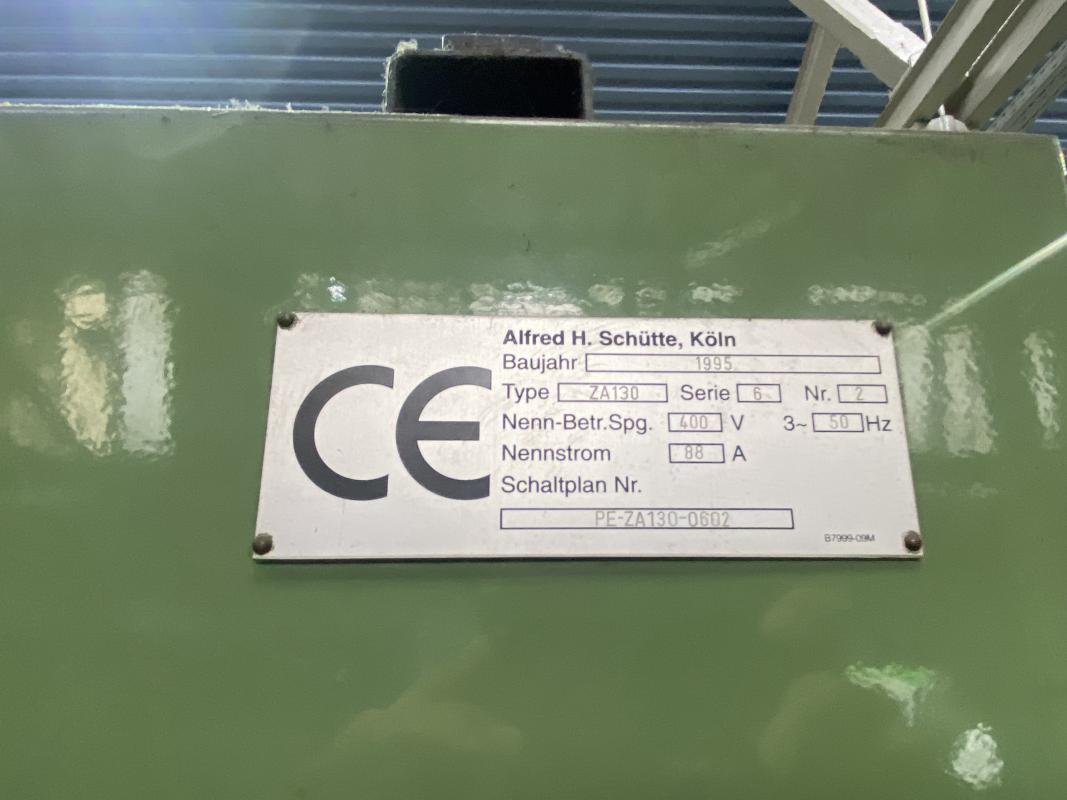 CE
Alfred H. Schütte, Köln
Baujahr 1995
Type ZA130 Serie 6 Nr. 2
Nenn-Betr.Spg. 400 V 3~ 50 Hz
Nennstrom 88 A
Schaltplan Nr.
PE-ZA130-0602
B7999-09M